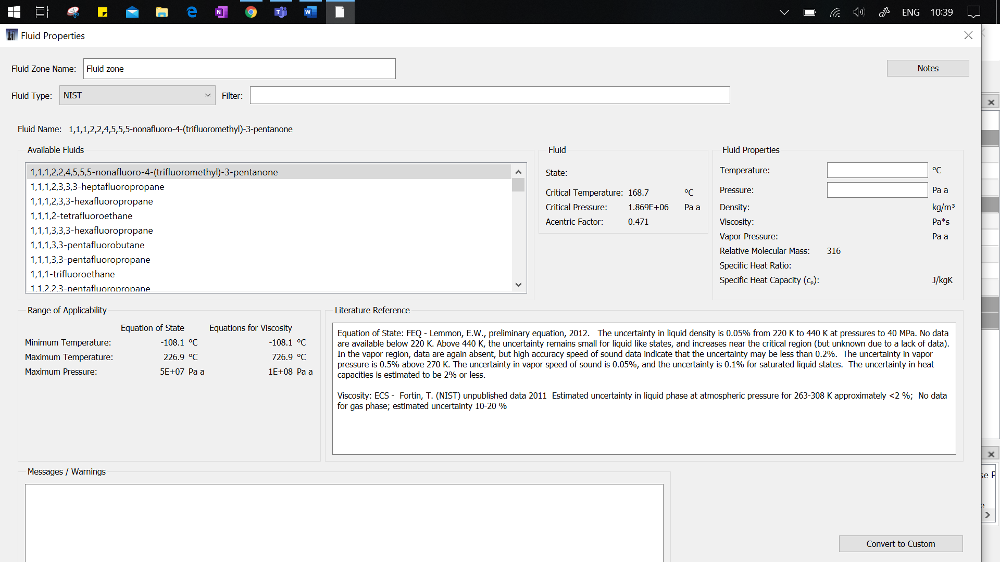 ENG 10:39
Fluid Properties
Fluid Zone Name: Fluid zone
Notes
Fluid Type: NIST Filter:
Fluid Name: 1,1,1,2,2,4,5,5,5-nonafluoro-4-(trifluoromethyl)-3-pentanone
Available Fluids
1,1,1,2,2,4,5,5,5-nonafluoro-4-(trifluoromethyl)-3-pentanone
1,1,1,2,3,3,3-heptafluoropropane
1,1,1,2,3,3-hexafluoropropane
1,1,1,2-tetrafluoroethane
1,1,1,3,3,3-hexafluoropropane
1,1,1,3,3-pentafluorobutane
1,1,1,3,3-pentafluoropropane
1,1,1-trifluoroethane
1,1,2,2,3-pentafluoropropane
Fluid
State:
Critical Temperature: 168.7 °C
Critical Pressure: 1.869E+06 Pa a
Acentric Factor: 0.471
Fluid Properties
Temperature: °C
Pressure: Pa a
Density: kg/m³
Viscosity: Pa*s
Vapor Pressure: Pa a
Relative Molecular Mass: 316
Specific Heat Ratio:
Specific Heat Capacity (cₚ): J/kgK
Range of Applicability
Equation of State Equations for Viscosity
Minimum Temperature: -108.1 °C -108.1 °C
Maximum Temperature: 226.9 °C 726.9 °C
Maximum Pressure: 5E+07 Pa a 1E+08 Pa a
Literature Reference
Equation of State: FEQ - Lemmon, E.W., preliminary equation, 2012. The uncertainty in liquid density is 0.05% from 220 K to 440 K at pressures to 40 MPa. No data
are available below 220 K. Above 440 K, the uncertainty remains small for liquid like states, and increases near the critical region (but unknown due to a lack of data).
In the vapor region, data are again absent, but high accuracy speed of sound data indicate that the uncertainty may be less than 0.2%. The uncertainty in vapor
pressure is 0.5% above 270 K. The uncertainty in vapor speed of sound is 0.05%, and the uncertainty is 0.1% for saturated liquid states. The uncertainty in heat
capacities is estimated to be 2% or less.
Viscosity: ECS - Fortin, T. (NIST) unpublished data 2011 Estimated uncertainty in liquid phase at atmospheric pressure for 263-308 K approximately <2 %; No data
for gas phase; estimated uncertainty 10-20 %
Messages / Warnings
Convert to Custom